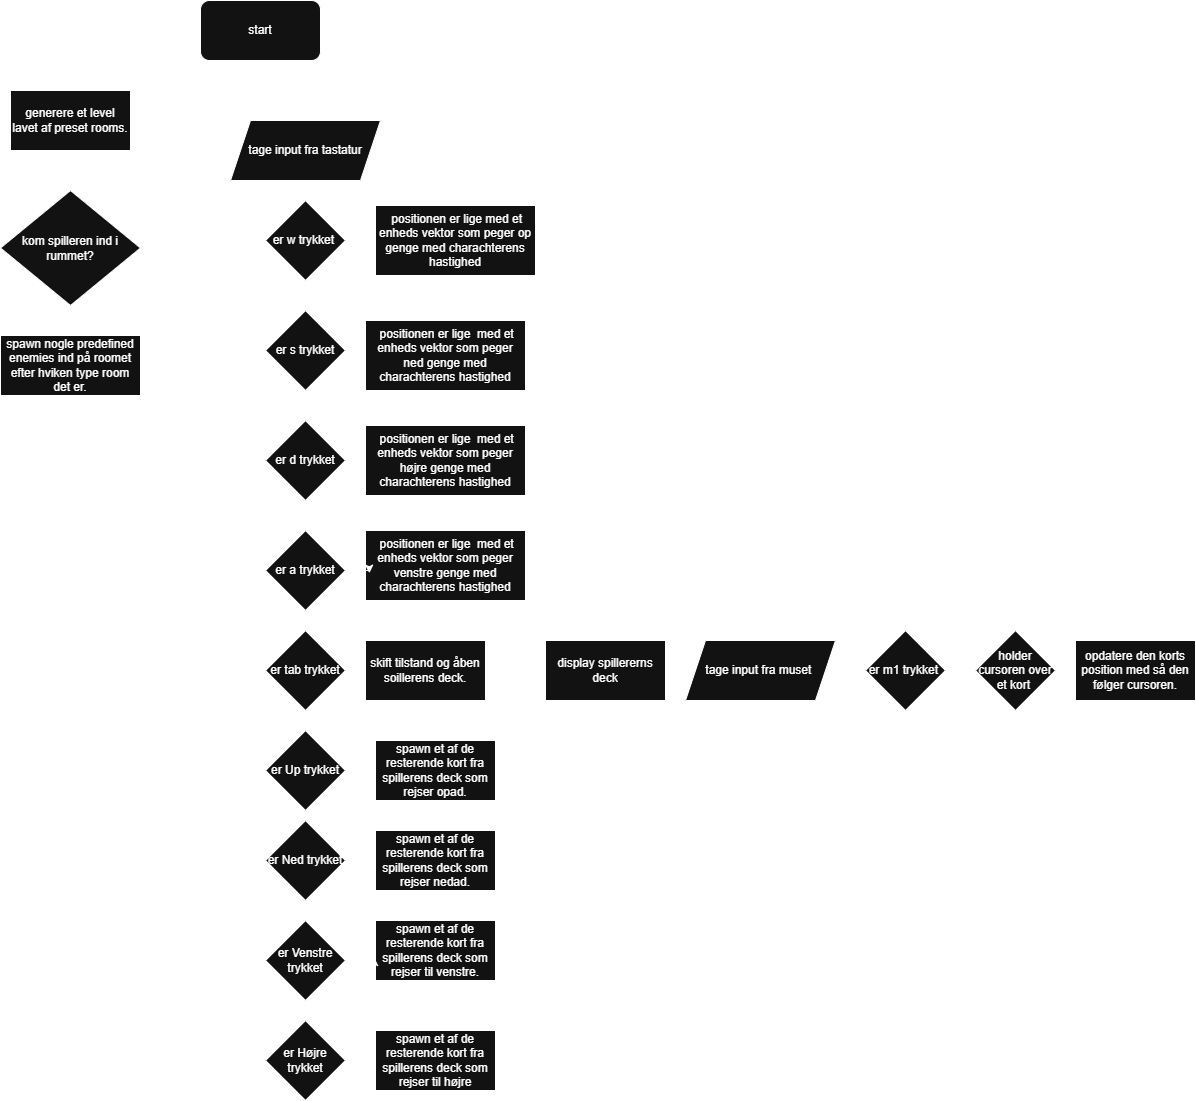 start
generere et level
lavet af preset rooms.
kom spilleren ind i
rummet?
spawn nogle predefined
enemies ind på roomet
efter hviken type room
det er.
tage input fra tastatur
er w trykket
positionen er lige med et
enheds vektor som peger op
genge med charachterens
hastighed
er s trykket
positionen er lige  med et
enheds vektor som peger
ned genge med
charachterens hastighed
er d trykket
positionen er lige  med et
enheds vektor som peger
højre genge med
charachterens hastighed
er a trykket
positionen er lige  med et
enheds vektor som peger
venstre genge med
charachterens hastighed
er tab trykket
skift tilstand og åben
soillerens deck.
display spillererns
deck
tage input fra muset
er m1 trykket
holder
cursoren over
et kort
opdatere den korts
position med så den
følger cursoren.
er Up trykket
spawn et af de
resterende kort fra
spillerens deck som
rejser opad.
er Ned trykket
spawn et af de
resterende kort fra
spillerens deck som
rejser nedad.
er Venstre
trykket
spawn et af de
resterende kort fra
spillerens deck som
rejser til venstre.
er Højre
trykket
spawn et af de
resterende kort fra
spillerens deck som
rejser til højre